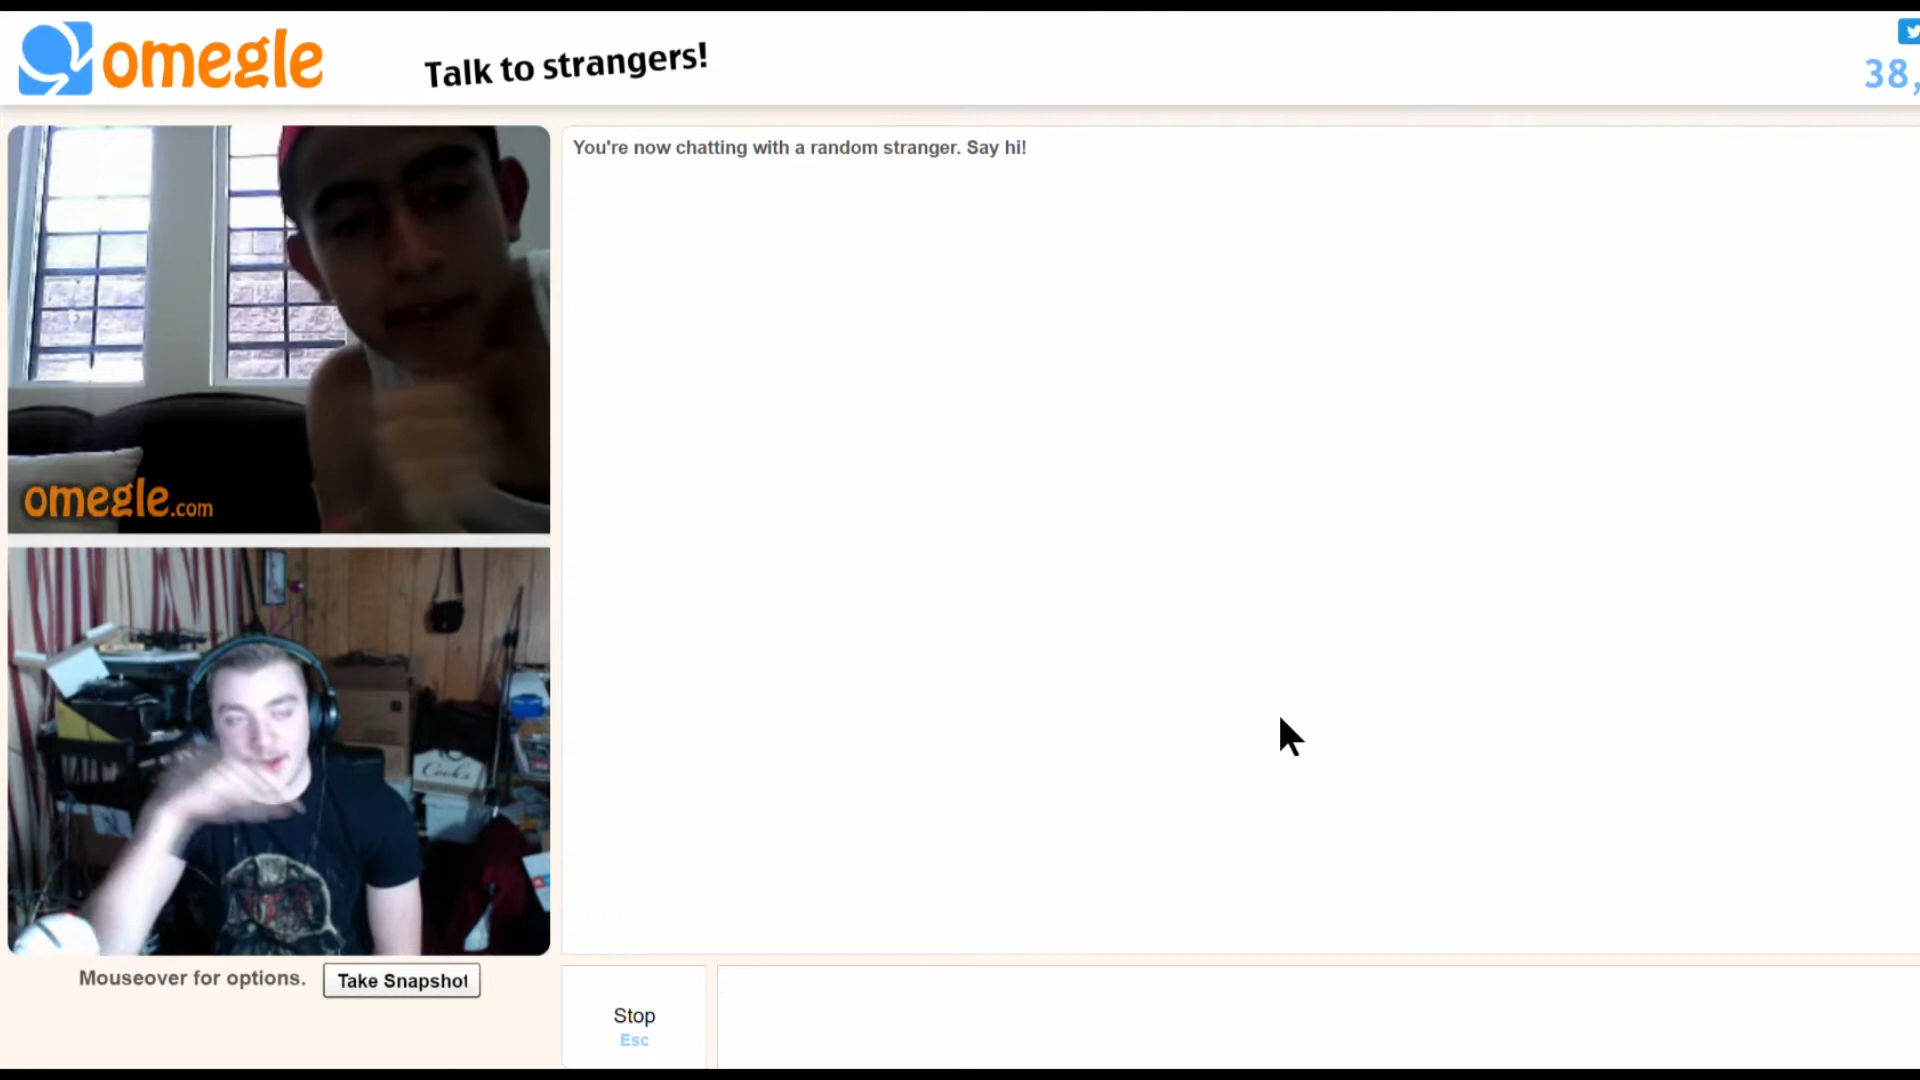 omegle
Talk to strangers!
38,
You're now chatting with a random stranger. Say hi!
omegle.com
Cook's
Mouseover for options.
Take Snapshot
Stop
Esc